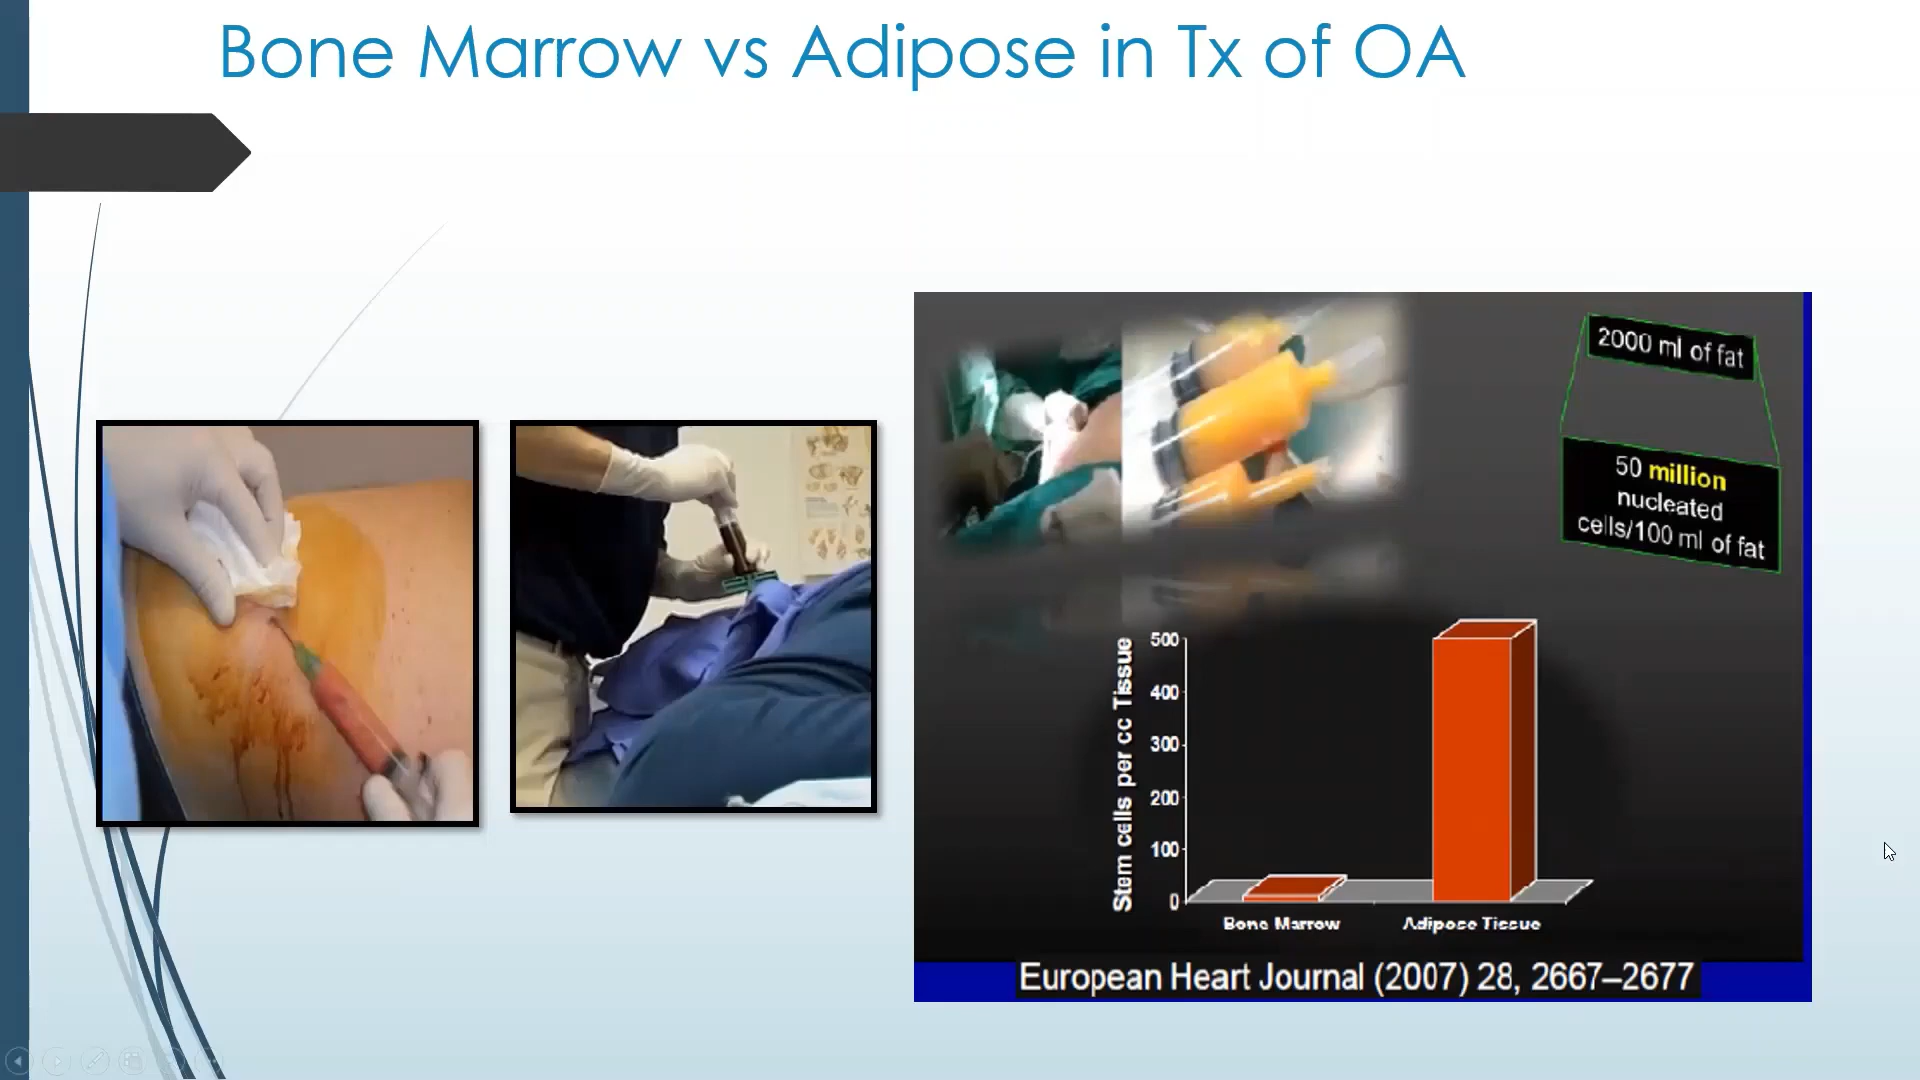 Bone Marrow vs Adipose in Tx of OA
2000 ml of fat
50 million
nucleated
cells/100 ml of fat
Stem cells per cc Tissue
500
400
300
200
100
0
Bone Marrow
Adipose Tissue
European Heart Journal (2007) 28, 2667–2677